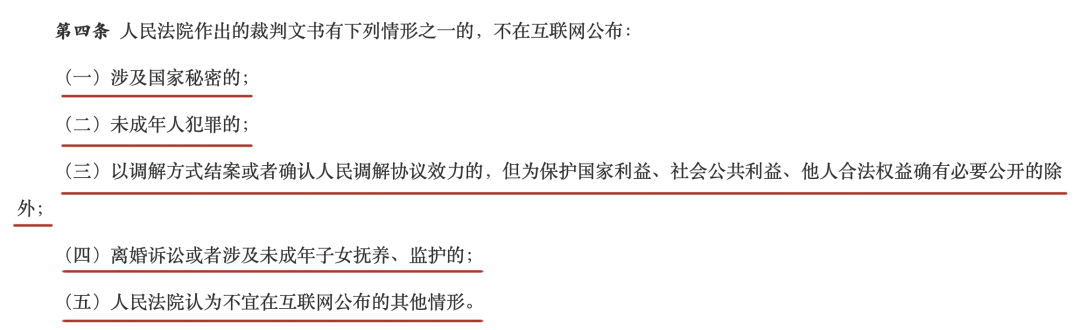 第四条 人民法院作出的裁判文书有下列情形之一的，不在互联网公布：
（一）涉及国家秘密的；
（二）未成年人犯罪的；
（三）以调解方式结案或者确认人民调解协议效力的，但为保护国家利益、社会公共利益、他人合法权益确有必要公开的除
外；
（四）离婚诉讼或者涉及未成年子女抚养、监护的；
（五）人民法院认为不宜在互联网公布的其他情形。